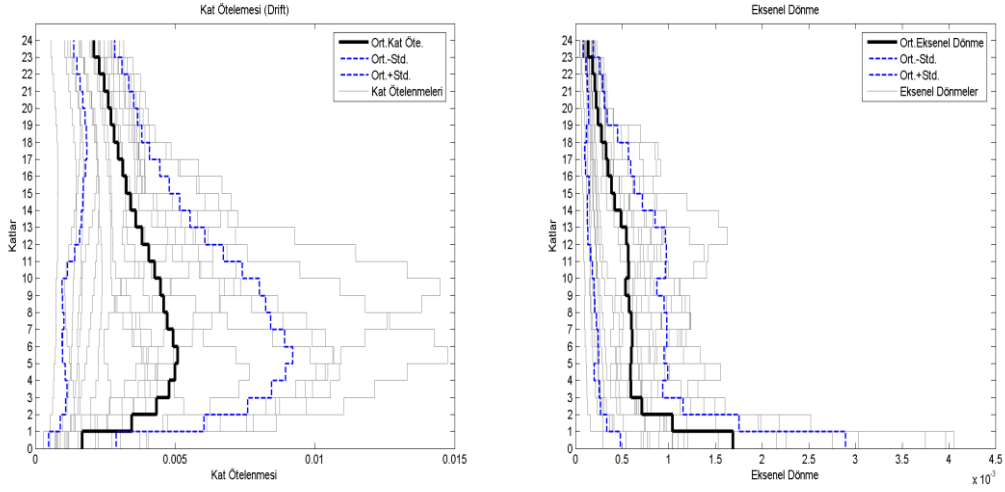 Kat Ötelemesi (Drift)
Ort.Kat Öte.
Ort.-Std.
Ort.+Std.
Kat Ötelenmeleri
Katlar
24
23
22
21
20
19
18
17
16
15
14
13
12
11
10
9
8
7
6
5
4
3
2
1
0
0 0.005 0.01 0.015
Kat Ötelenmesi
Eksenel Dönme
Ort.Eksenel Dönme
Ort.-Std.
Ort.+Std.
Eksenel Dönmeler
Katlar
24
23
22
21
20
19
18
17
16
15
14
13
12
11
10
9
8
7
6
5
4
3
2
1
0
0 0.5 1 1.5 2 2.5 3 3.5 4 4.5
Eksenel Dönme
x 10⁻³